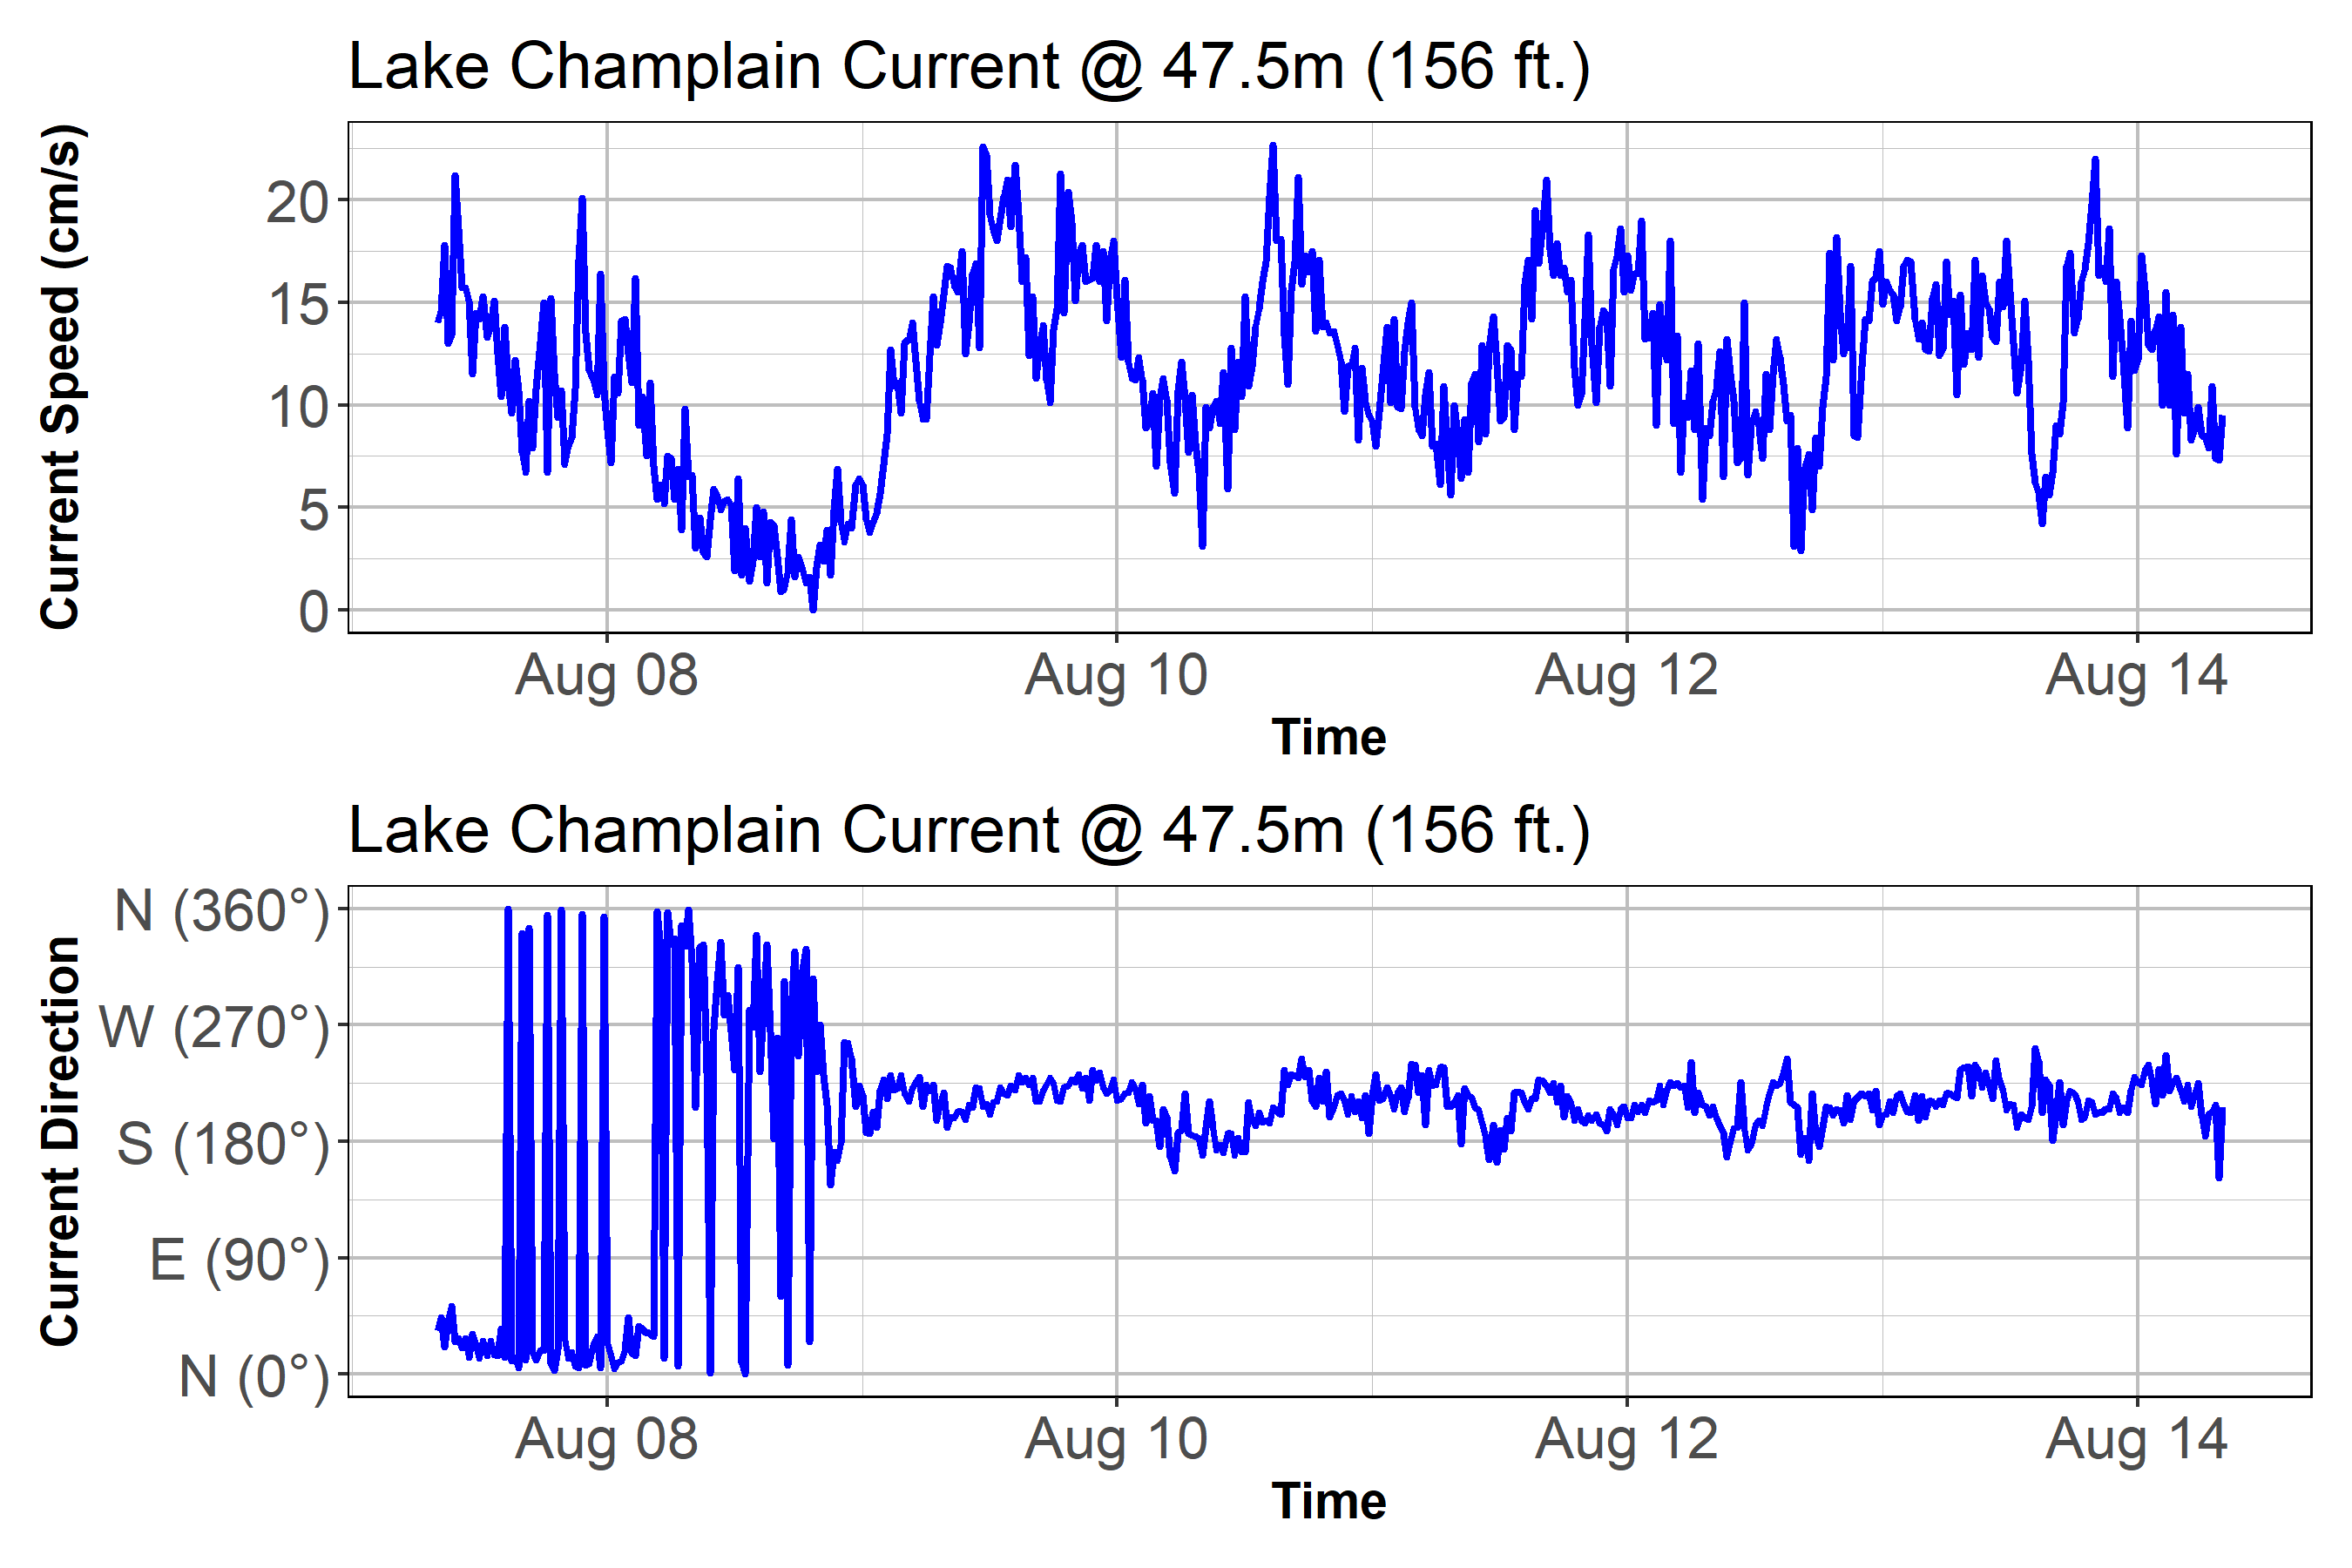 Lake Champlain Current @ 47.5m (156 ft.)
Current Speed (cm/s)
20
15
10
5
0
Aug 08 Aug 10 Aug 12 Aug 14
Time
Lake Champlain Current @ 47.5m (156 ft.)
Current Direction
N (360°)
W (270°)
S (180°)
E (90°)
N (0°)
Aug 08 Aug 10 Aug 12 Aug 14
Time